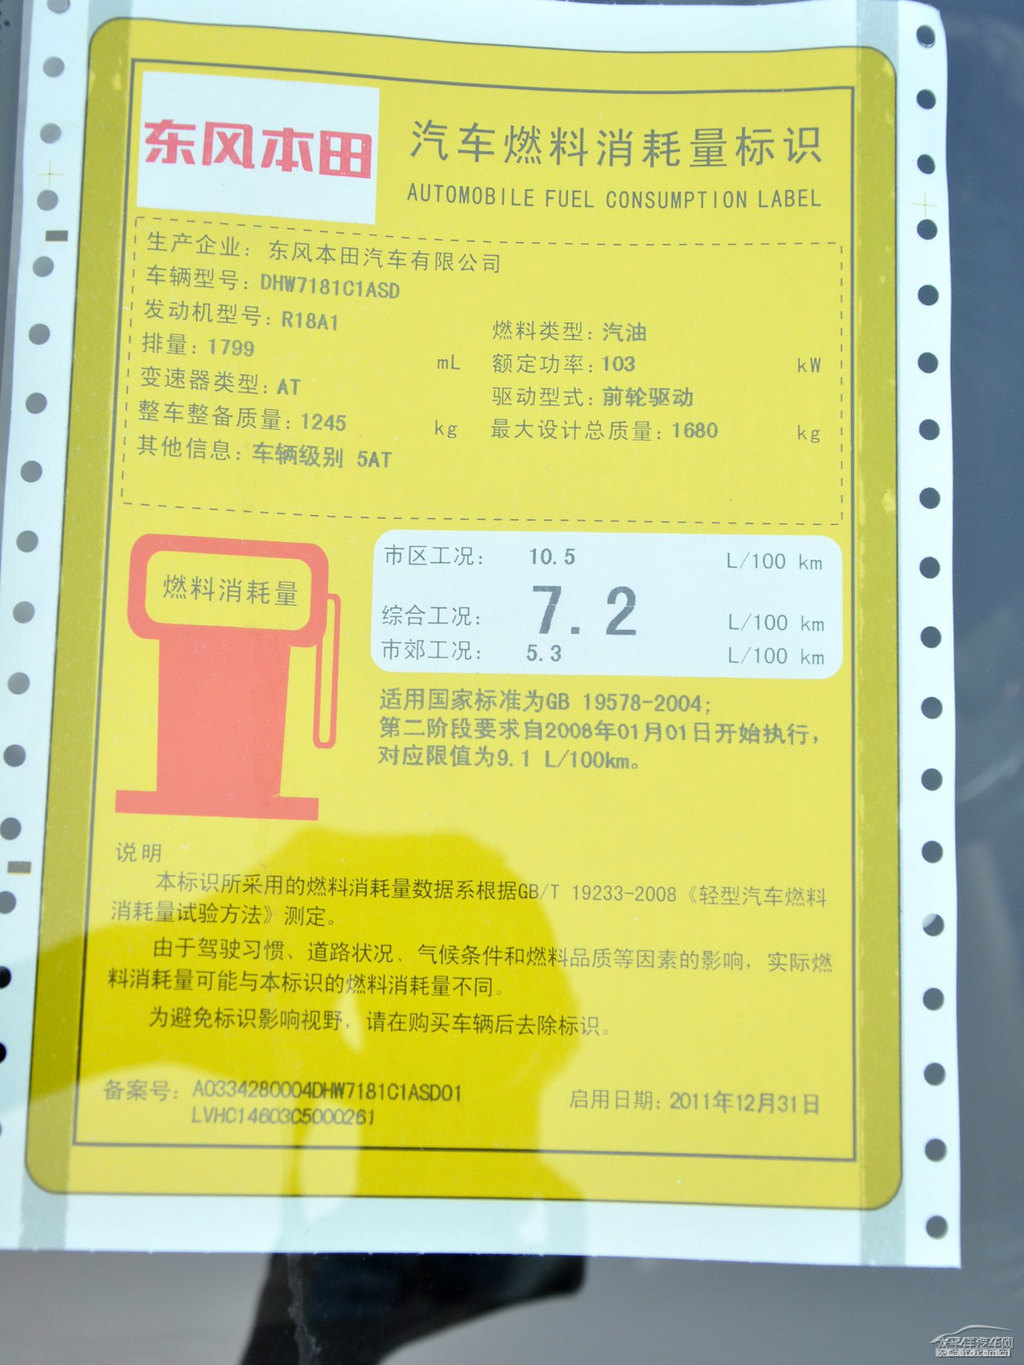 东风本田
汽车燃料消耗量标识
AUTOMOBILE FUEL CONSUMPTION LABEL
生产企业：东风本田汽车有限公司
车辆型号：DHW7181C1ASD
发动机型号：R18A1 燃料类型：汽油
排量：1799 mL 额定功率：103 kW
变速器类型：AT 驱动型式：前轮驱动
整车整备质量：1245 kg 最大设计总质量：1680 kg
其他信息：车辆级别 5AT
燃料消耗量
市区工况： 10.5 L/100 km
综合工况： 7.2 L/100 km
市郊工况： 5.3 L/100 km
适用国家标准为GB 19578-2004；
第二阶段要求自2008年01月01日开始执行，
对应限值为9.1 L/100km。
说明
本标识所采用的燃料消耗量数据系根据GB/T 19233-2008《轻型汽车燃料
消耗量试验方法》测定。
由于驾驶习惯、道路状况、气候条件和燃料品质等因素的影响，实际燃
料消耗量可能与本标识的燃料消耗量不同。
为避免标识影响视野，请在购买车辆后去除标识。
备案号：A0334280004DHW7181C1ASD01 启用日期：2011年12月31日
LVHC14603C5000261
太平洋汽车网
pcauto.com.cn